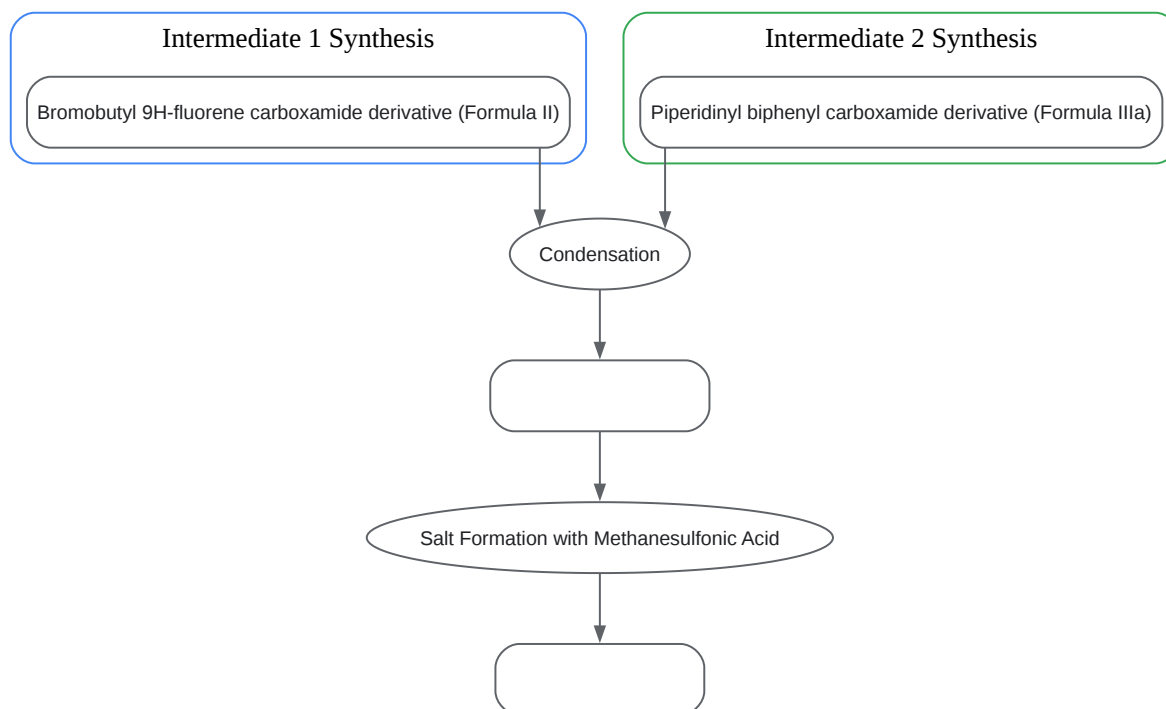 Intermediate 1 Synthesis
Intermediate 2 Synthesis
Bromobutyl 9H-fluorene carboxamide derivative (Formula II)
Piperidinyl biphenyl carboxamide derivative (Formula IIIa)
Condensation
Salt Formation with Methanesulfonic Acid